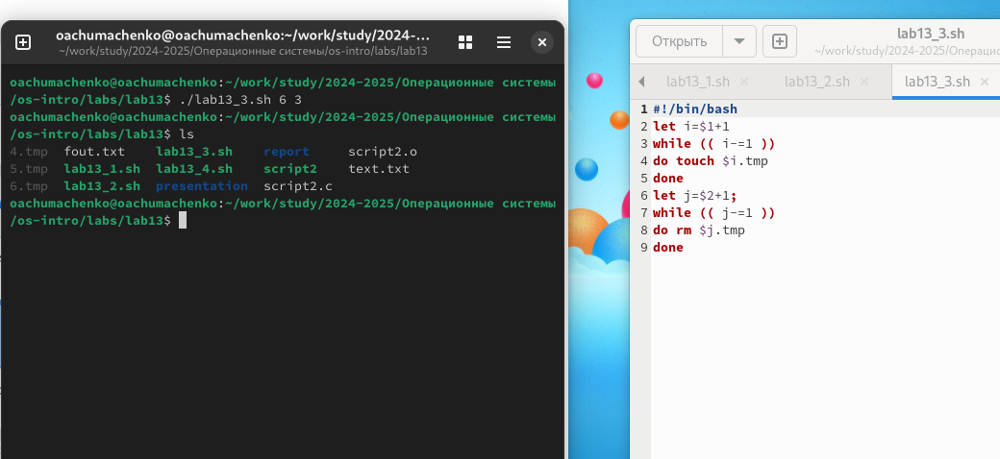 oachumachenko@oachumachenko:~/work/study/2024-...
~/work/study/2024-2025/Операционные системы/os-intro/labs/lab13
oachumachenko@oachumachenko:~/work/study/2024-2025/Операционные системы
/os-intro/labs/lab13$ ./lab13_3.sh 6 3
oachumachenko@oachumachenko:~/work/study/2024-2025/Операционные системы
/os-intro/labs/lab13$ ls
4.tmp fout.txt lab13_3.sh report script2.o
5.tmp lab13_1.sh lab13_4.sh script2 text.txt
6.tmp lab13_2.sh presentation script2.c
oachumachenko@oachumachenko:~/work/study/2024-2025/Операционные системы
/os-intro/labs/lab13$
Открыть
lab13_3.sh
~/work/study/2024-2025/Операцио
lab13_1.sh lab13_2.sh lab13_3.sh
1 #!/bin/bash
2 let i=$1+1
3 while (( i-=1 ))
4 do touch $i.tmp
5 done
6 let j=$2+1;
7 while (( j-=1 ))
8 do rm $j.tmp
9 done